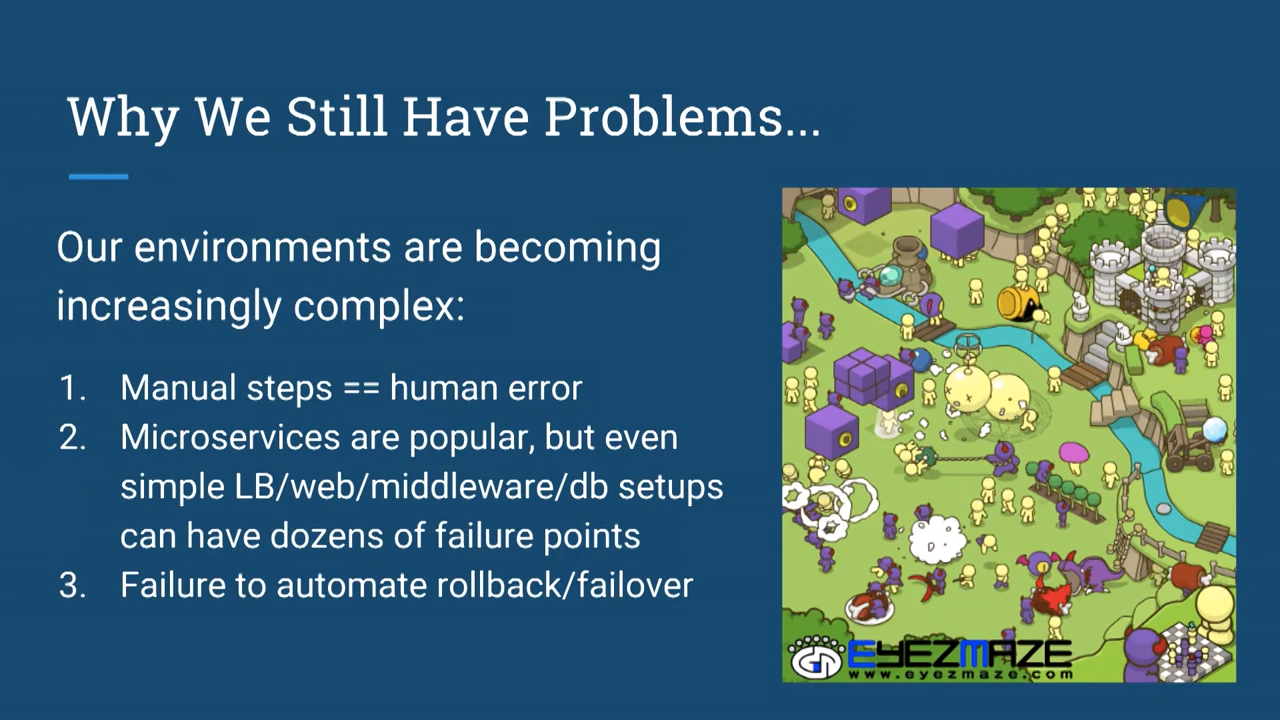 Why We Still Have Problems...
Our environments are becoming
increasingly complex:
1. Manual steps == human error
2. Microservices are popular, but even
simple LB/web/middleware/db setups
can have dozens of failure points
3. Failure to automate rollback/failover
EYEZMAZE
www.eyezmaze.com